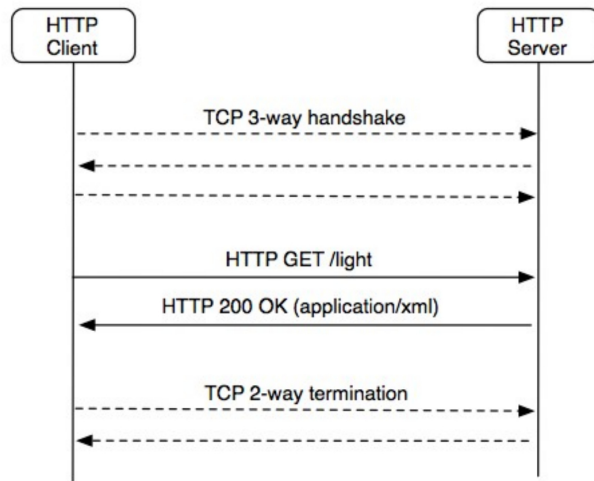 HTTP
Client
HTTP
Server
TCP 3-way handshake
HTTP GET /light
HTTP 200 OK (application/xml)
TCP 2-way termination